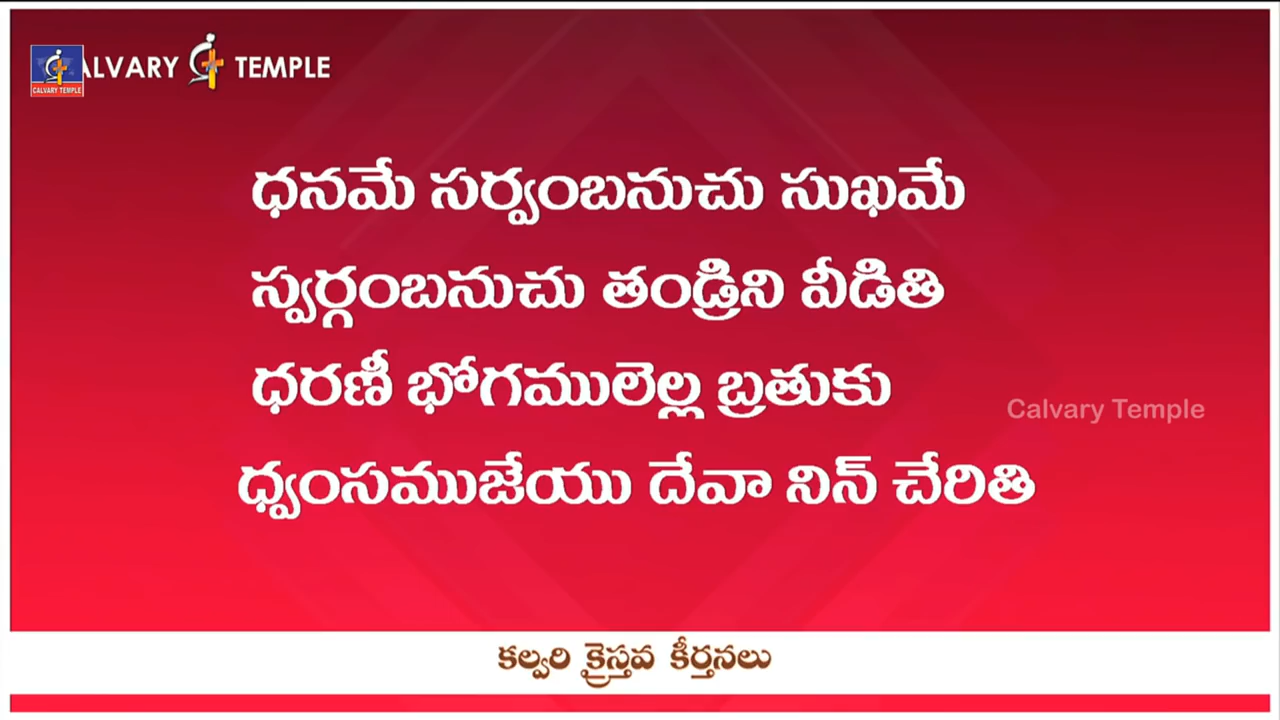 ALVARY TEMPLE
CALVARY TEMPLE
ధనమే సర్వంబనుచు సుఖమే
స్వర్గంబనుచు తండ్రిని వీడితి
ధరణీ భోగములెల్ల బ్రతుకు
Calvary Temple
ధ్వంసముజేయు దేవా నిన్ చేరితి
కల్వరి క్రైస్తవ కీర్తనలు